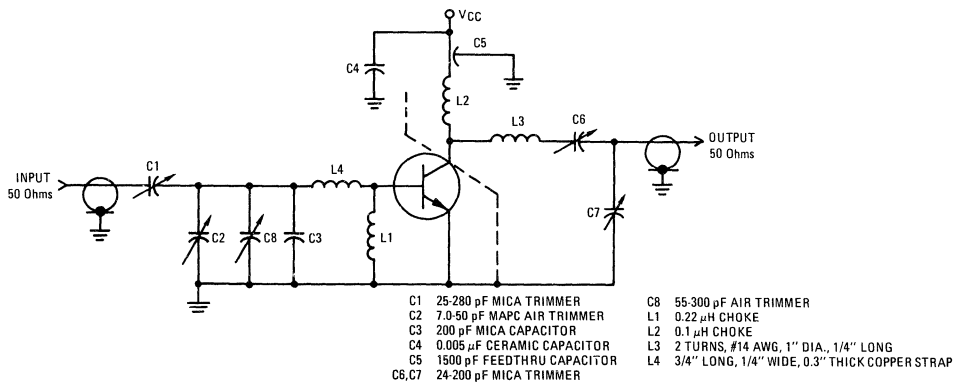 VCC
C5
C4
L2
L3
C6
OUTPUT
50 Ohms
C1
L4
INPUT
50 Ohms
C2
C8
C3
L1
C7
C1 25-280 pF MICA TRIMMER
C2 7.0-50 pF MAPC AIR TRIMMER
C3 200 pF MICA CAPACITOR
C4 0.005 µF CERAMIC CAPACITOR
C5 1500 pF FEEDTHRU CAPACITOR
C6,C7 24-200 pF MICA TRIMMER
C8 55-300 pF AIR TRIMMER
L1 0.22 µH CHOKE
L2 0.1 µH CHOKE
L3 2 TURNS, #14 AWG, 1" DIA., 1/4" LONG
L4 3/4" LONG, 1/4" WIDE, 0.3" THICK COPPER STRAP